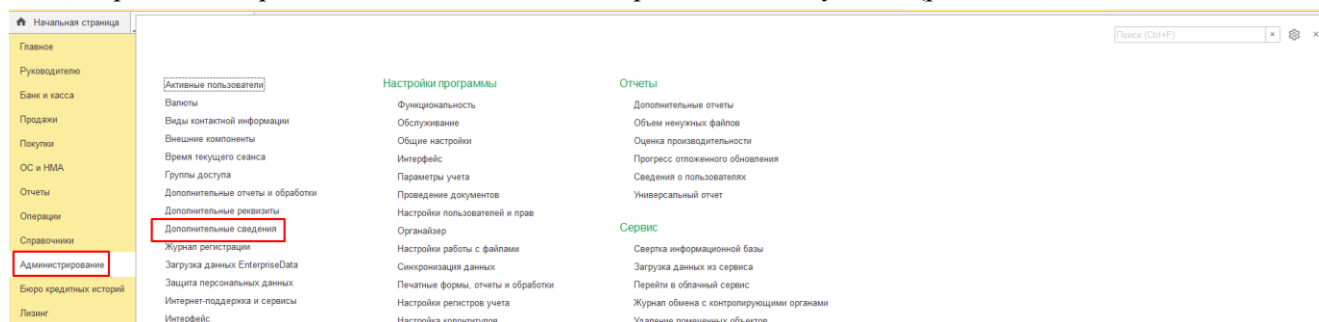 Начальная страница
Поиск (Ctrl+F)
Главное
Руководителю
Банк и касса
Продажи
Покупки
ОС и НМА
Отчеты
Операции
Справочники
Администрирование
Бюро кредитных историй
Лизинг
Активные пользователи
Валюты
Виды контактной информации
Внешние компоненты
Время текущего сеанса
Группы доступа
Дополнительные отчеты и обработки
Дополнительные реквизиты
Дополнительные сведения
Журнал регистрации
Загрузка данных EnterpriseData
Защита персональных данных
Интернет-поддержка и сервисы
Интерфейс
Настройки программы
Функциональность
Обслуживание
Общие настройки
Интерфейс
Параметры учета
Проведение документов
Настройки пользователей и прав
Органайзер
Настройки работы с файлами
Синхронизация данных
Печатные формы, отчеты и обработки
Настройки регистров учета
Настройка колонтитулов
Отчеты
Дополнительные отчеты
Объем ненужных файлов
Оценка производительности
Прогресс отложенного обновления
Сведения о пользователях
Универсальный отчет
Сервис
Свертка информационной базы
Загрузка данных из сервиса
Перейти в облачный сервис
Журнал обмена с контролирующими органами
Удаление помеченных объектов